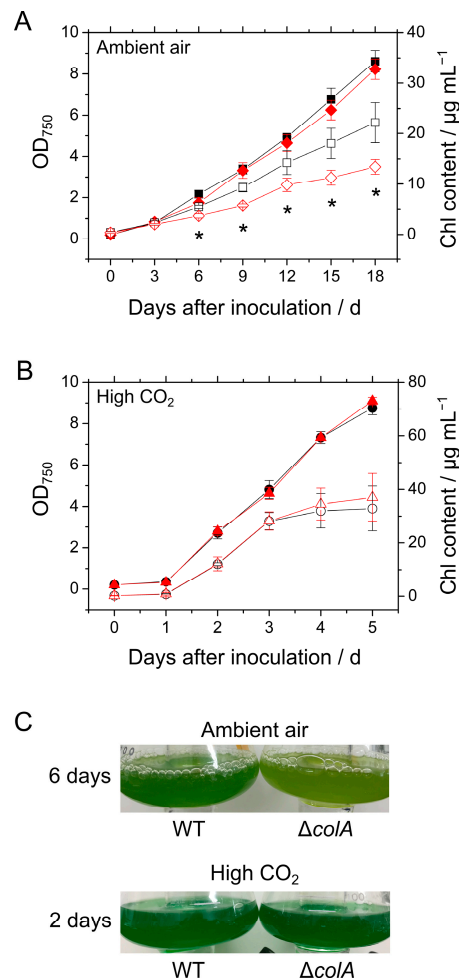 A
Ambient air
OD750
Chl content / µg mL−1
10
8
6
4
2
0
40
30
20
10
0
*
*
*
*
*
0 3 6 9 12 15 18
Days after inoculation / d
B
High CO2
OD750
Chl content / µg mL−1
10
8
6
4
2
0
80
60
40
20
0
0 1 2 3 4 5
Days after inoculation / d
C
Ambient air
6 days
WT ΔcolA
High CO2
2 days
WT ΔcolA